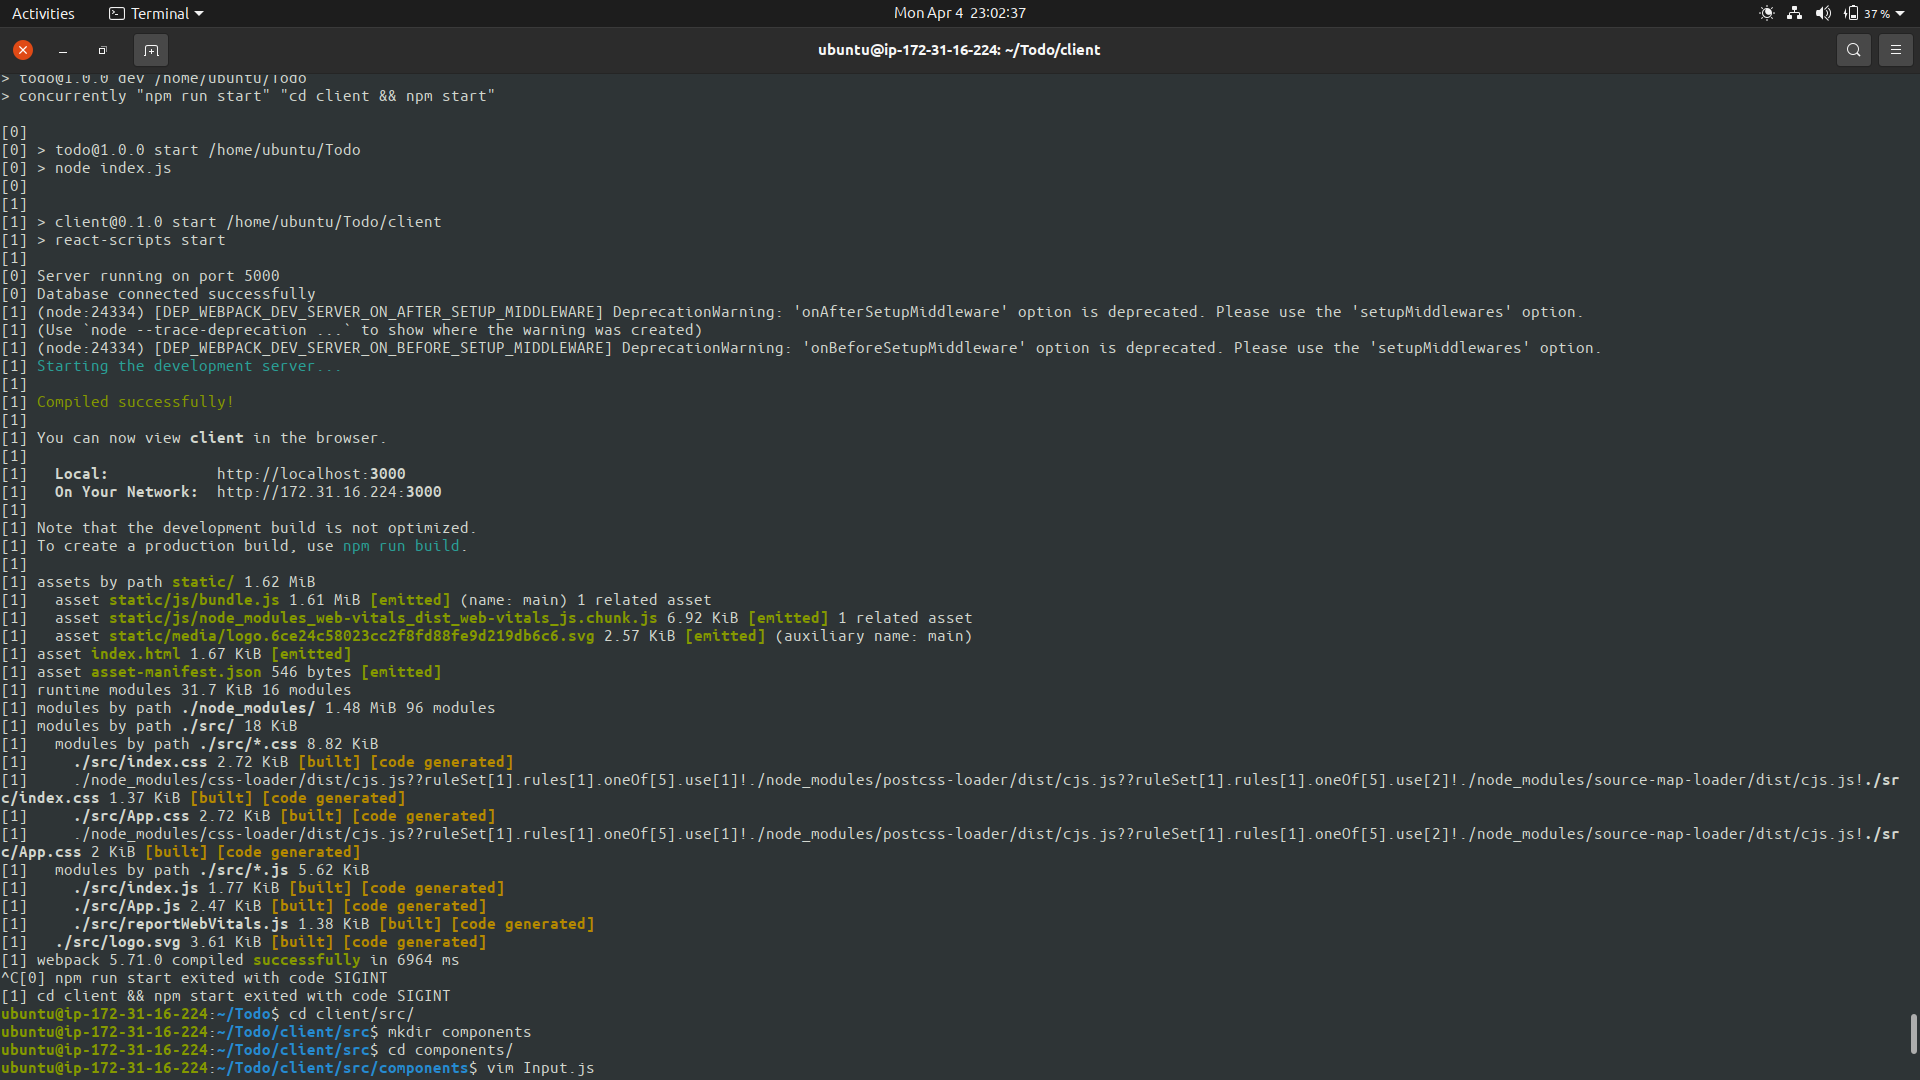 Activities
Terminal
Mon Apr 4 23:02:37
37 %
ubuntu@ip-172-31-16-224: ~/Todo/client
> todo@1.0.0 dev /home/ubuntu/Todo
> concurrently "npm run start" "cd client && npm start"
[0]
[0] > todo@1.0.0 start /home/ubuntu/Todo
[0] > node index.js
[0]
[1]
[1] > client@0.1.0 start /home/ubuntu/Todo/client
[1] > react-scripts start
[1]
[0] Server running on port 5000
[0] Database connected successfully
[1] (node:24334) [DEP_WEBPACK_DEV_SERVER_ON_AFTER_SETUP_MIDDLEWARE] DeprecationWarning: 'onAfterSetupMiddleware' option is deprecated. Please use the 'setupMiddlewares' option.
[1] (Use `node --trace-deprecation ...` to show where the warning was created)
[1] (node:24334) [DEP_WEBPACK_DEV_SERVER_ON_BEFORE_SETUP_MIDDLEWARE] DeprecationWarning: 'onBeforeSetupMiddleware' option is deprecated. Please use the 'setupMiddlewares' option.
[1] Starting the development server...
[1]
[1] Compiled successfully!
[1]
[1] You can now view client in the browser.
[1]
[1]   Local:            http://localhost:3000
[1]   On Your Network:  http://172.31.16.224:3000
[1]
[1] Note that the development build is not optimized.
[1] To create a production build, use npm run build.
[1]
[1] assets by path static/ 1.62 MiB
[1]   asset static/js/bundle.js 1.61 MiB [emitted] (name: main) 1 related asset
[1]   asset static/js/node_modules_web-vitals_dist_web-vitals_js.chunk.js 6.92 KiB [emitted] 1 related asset
[1]   asset static/media/logo.6ce24c58023cc2f8fd88fe9d219db6c6.svg 2.57 KiB [emitted] (auxiliary name: main)
[1] asset index.html 1.67 KiB [emitted]
[1] asset asset-manifest.json 546 bytes [emitted]
[1] runtime modules 31.7 KiB 16 modules
[1] modules by path ./node_modules/ 1.48 MiB 96 modules
[1] modules by path ./src/ 18 KiB
[1]   modules by path ./src/*.css 8.82 KiB
[1]     ./src/index.css 2.72 KiB [built] [code generated]
[1]     ./node_modules/css-loader/dist/cjs.js??ruleSet[1].rules[1].oneOf[5].use[1]!./node_modules/postcss-loader/dist/cjs.js??ruleSet[1].rules[1].oneOf[5].use[2]!./node_modules/source-map-loader/dist/cjs.js!./sr
c/index.css 1.37 KiB [built] [code generated]
[1]     ./src/App.css 2.72 KiB [built] [code generated]
[1]     ./node_modules/css-loader/dist/cjs.js??ruleSet[1].rules[1].oneOf[5].use[1]!./node_modules/postcss-loader/dist/cjs.js??ruleSet[1].rules[1].oneOf[5].use[2]!./node_modules/source-map-loader/dist/cjs.js!./sr
c/App.css 2 KiB [built] [code generated]
[1]   modules by path ./src/*.js 5.62 KiB
[1]     ./src/index.js 1.77 KiB [built] [code generated]
[1]     ./src/App.js 2.47 KiB [built] [code generated]
[1]     ./src/reportWebVitals.js 1.38 KiB [built] [code generated]
[1]   ./src/logo.svg 3.61 KiB [built] [code generated]
[1] webpack 5.71.0 compiled successfully in 6964 ms
^C[0] npm run start exited with code SIGINT
[1] cd client && npm start exited with code SIGINT
ubuntu@ip-172-31-16-224:~/Todo$ cd client/src/
ubuntu@ip-172-31-16-224:~/Todo/client/src$ mkdir components
ubuntu@ip-172-31-16-224:~/Todo/client/src$ cd components/
ubuntu@ip-172-31-16-224:~/Todo/client/src/components$ vim Input.js